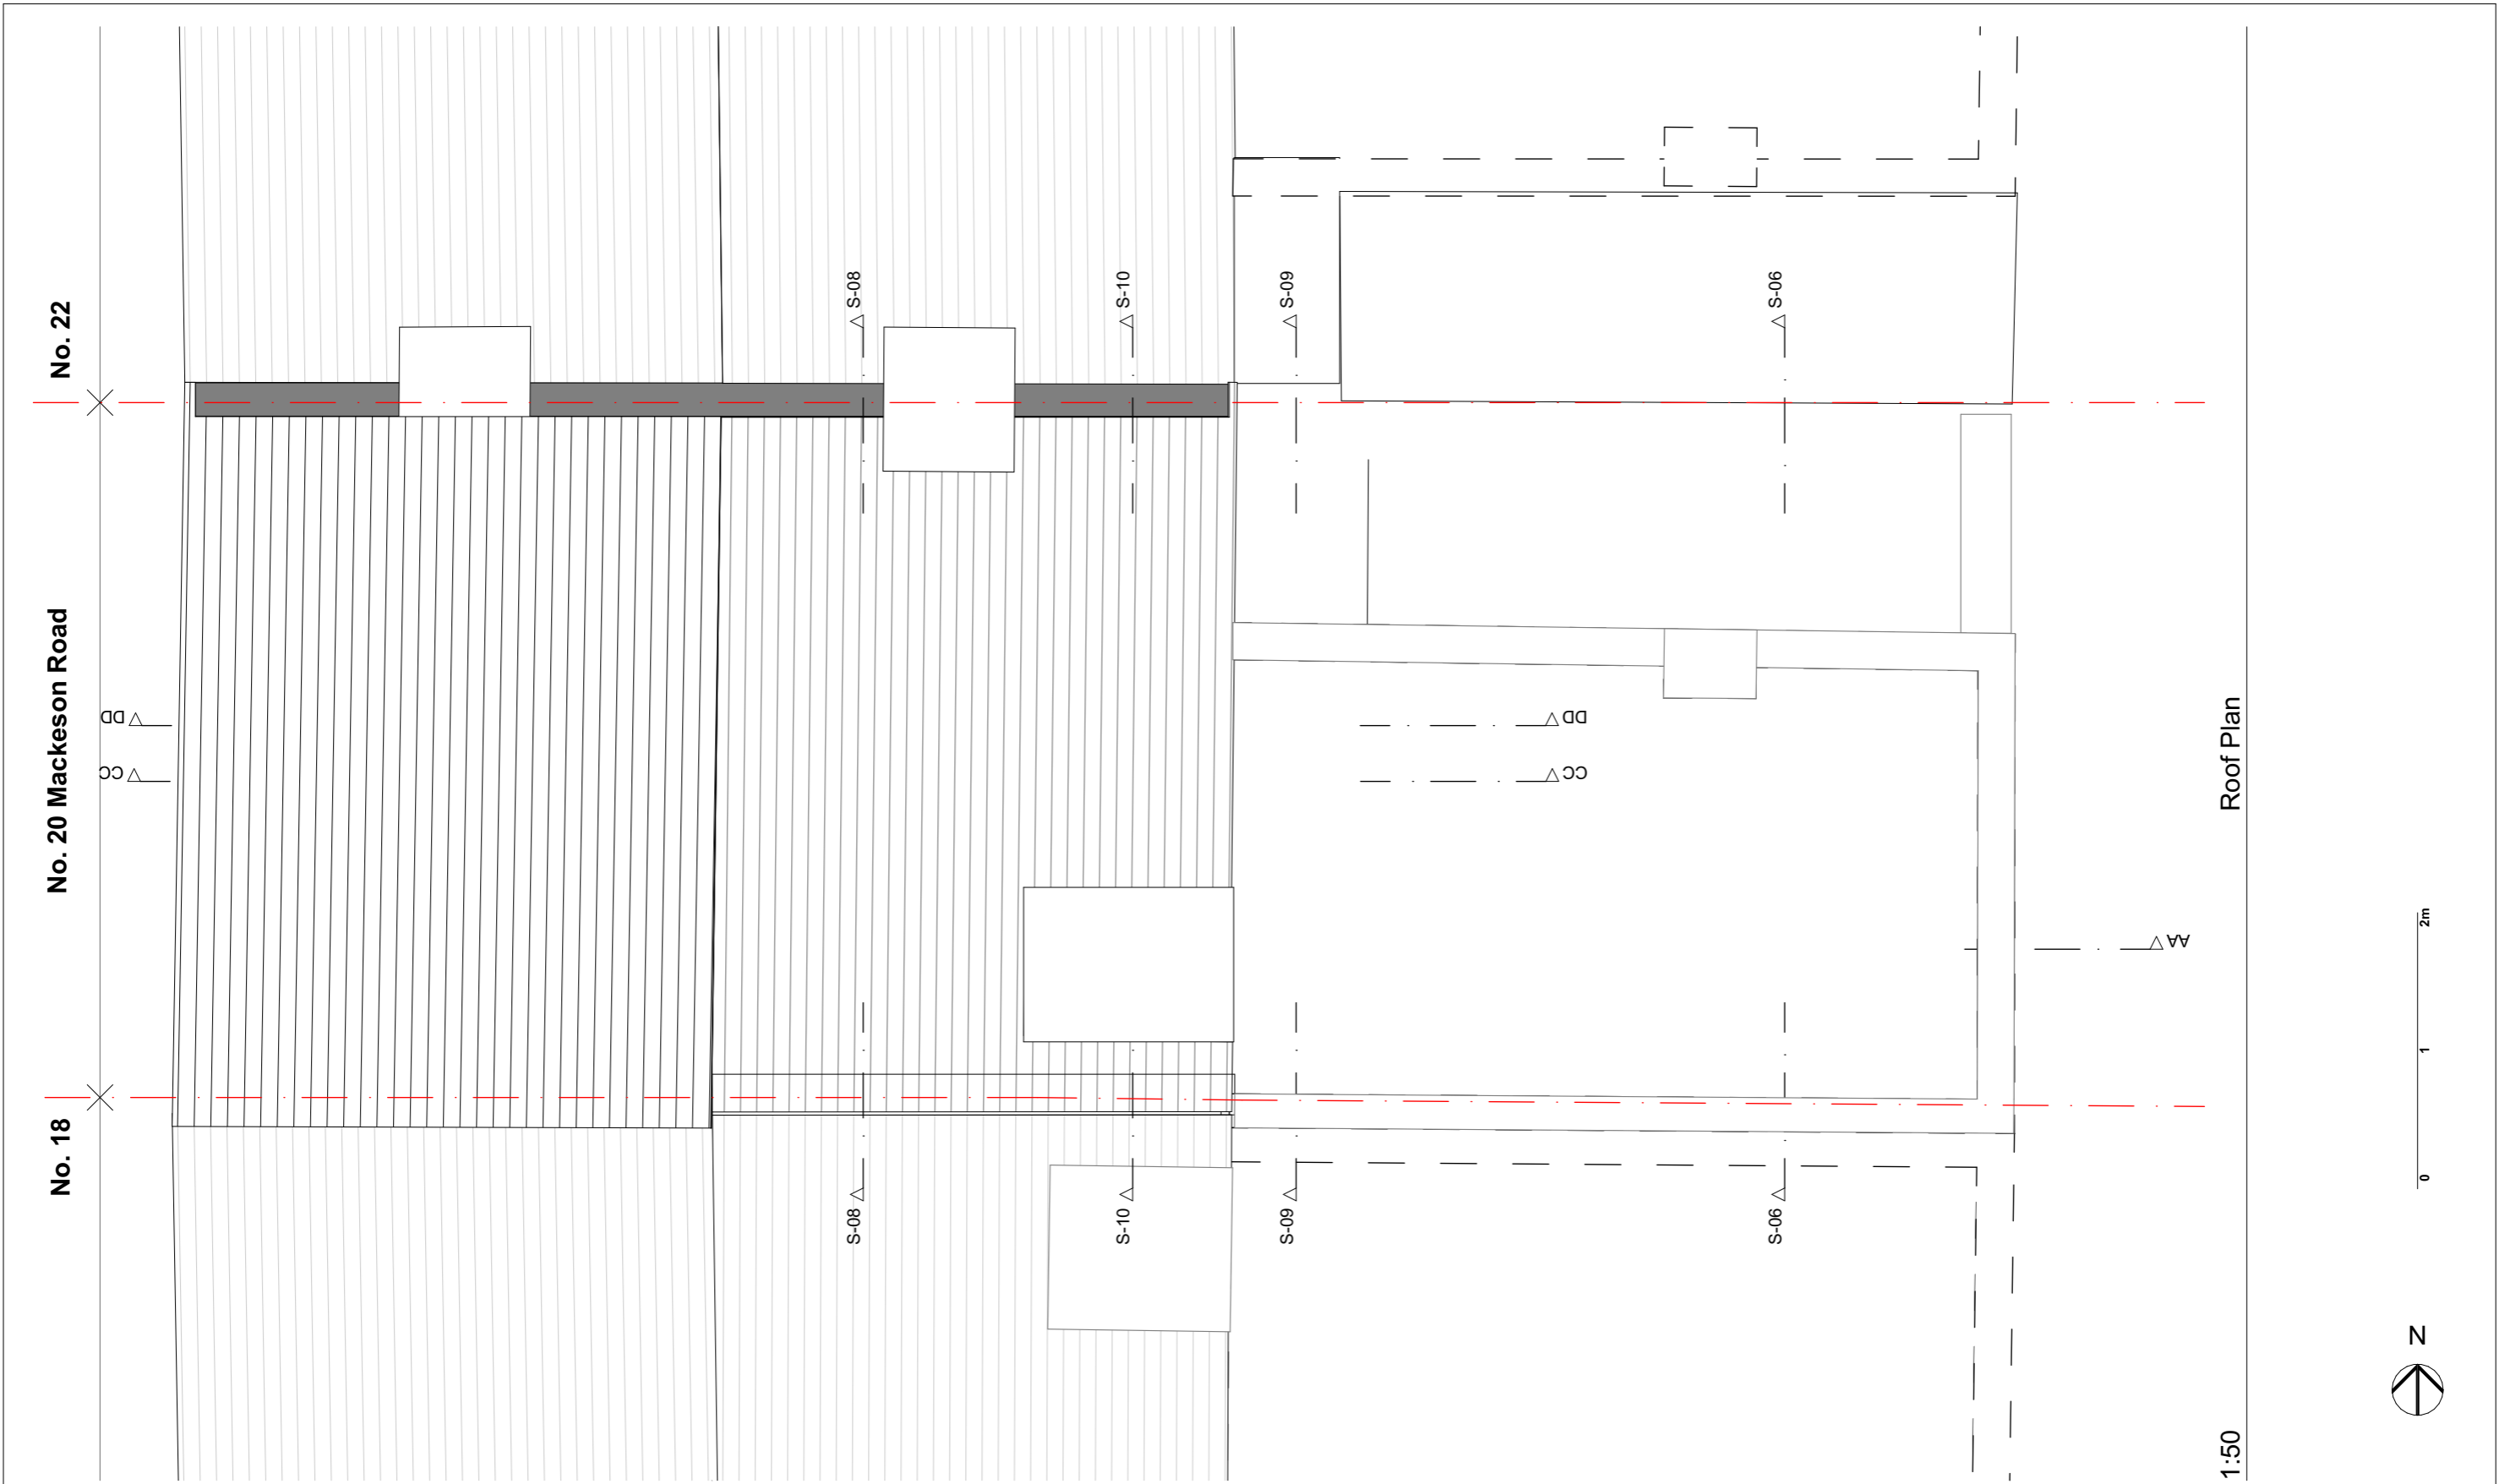 No. 22
No. 20 Mackeson Road
No. 18
S-08
S-10
S-09
S-06
DD
CC
DD
CC
AA
S-08
S-10
S-09
S-06
Roof Plan
1:50
0 1 2m
N